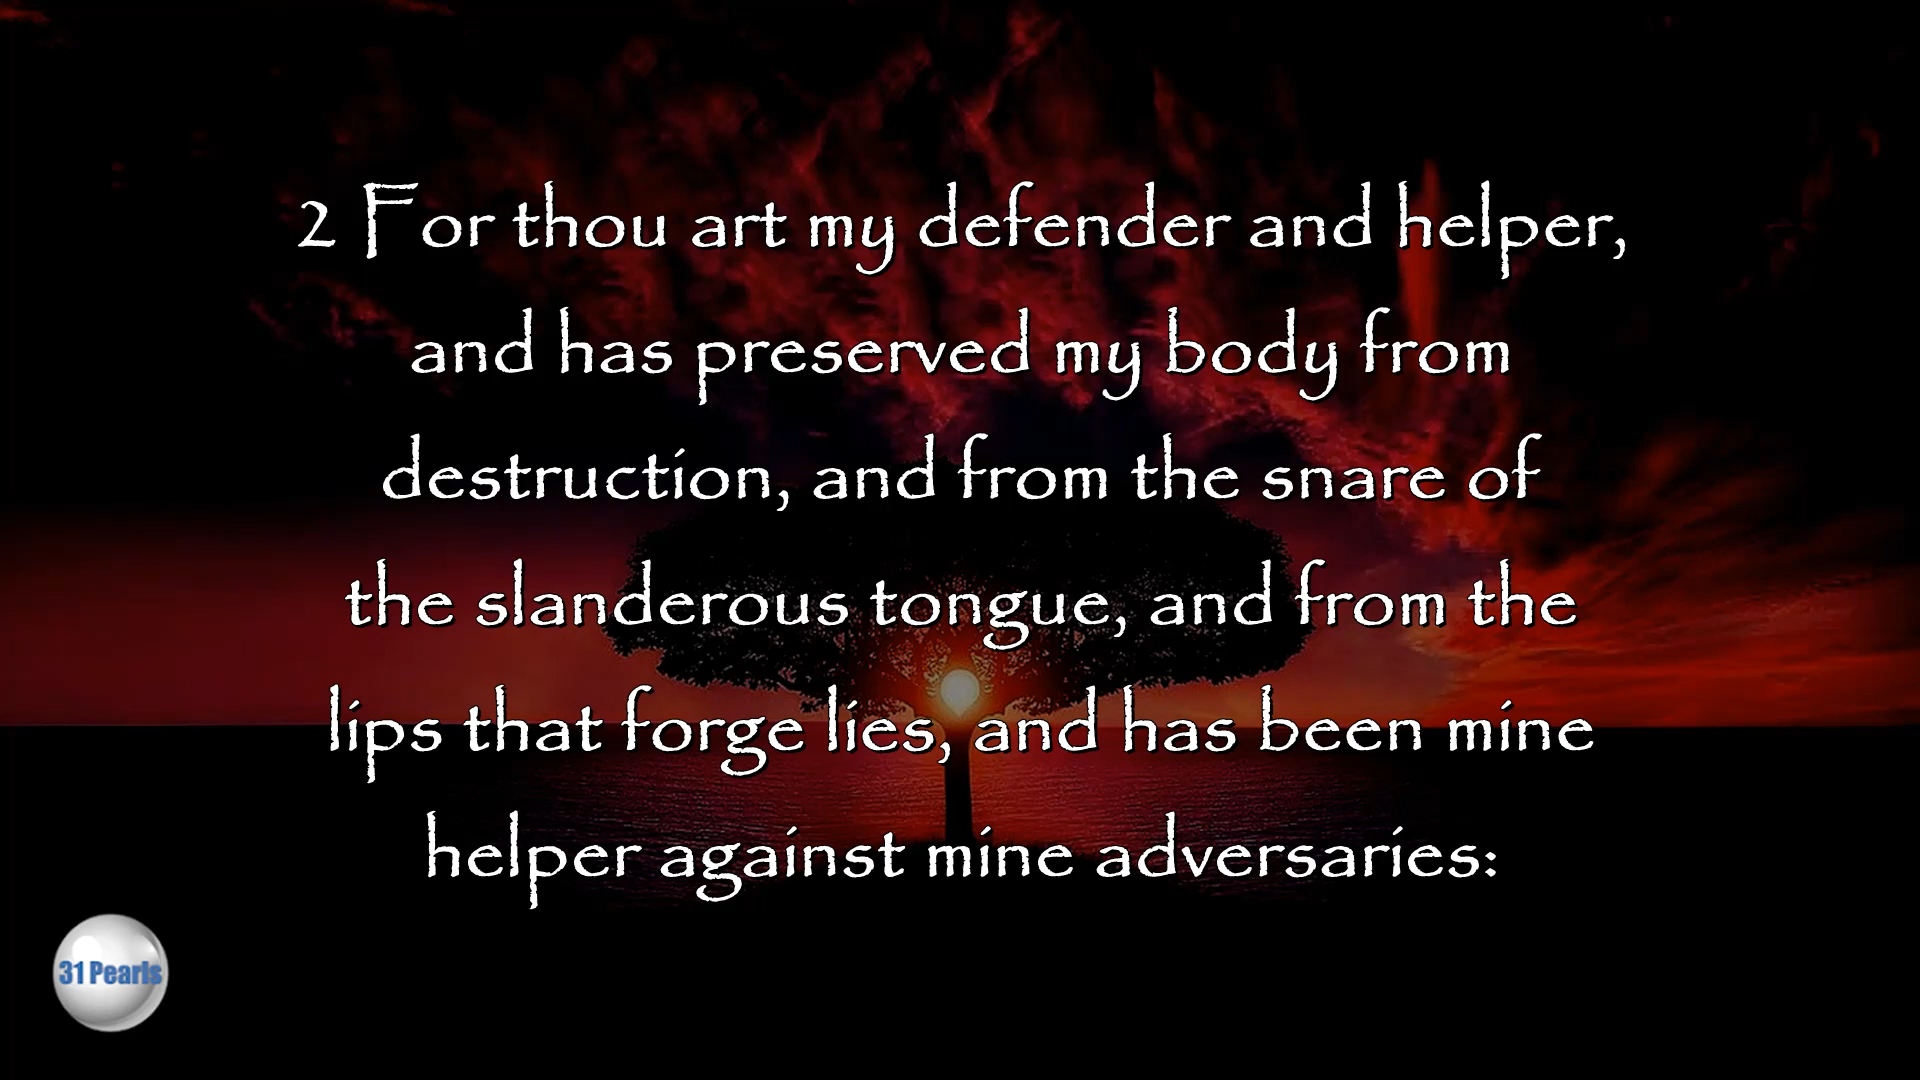 2 For thou art my defender and helper,
and has preserved my body from
destruction, and from the snare of
the slanderous tongue, and from the
lips that forge lies, and has been mine
helper against mine adversaries:
31 Pearls